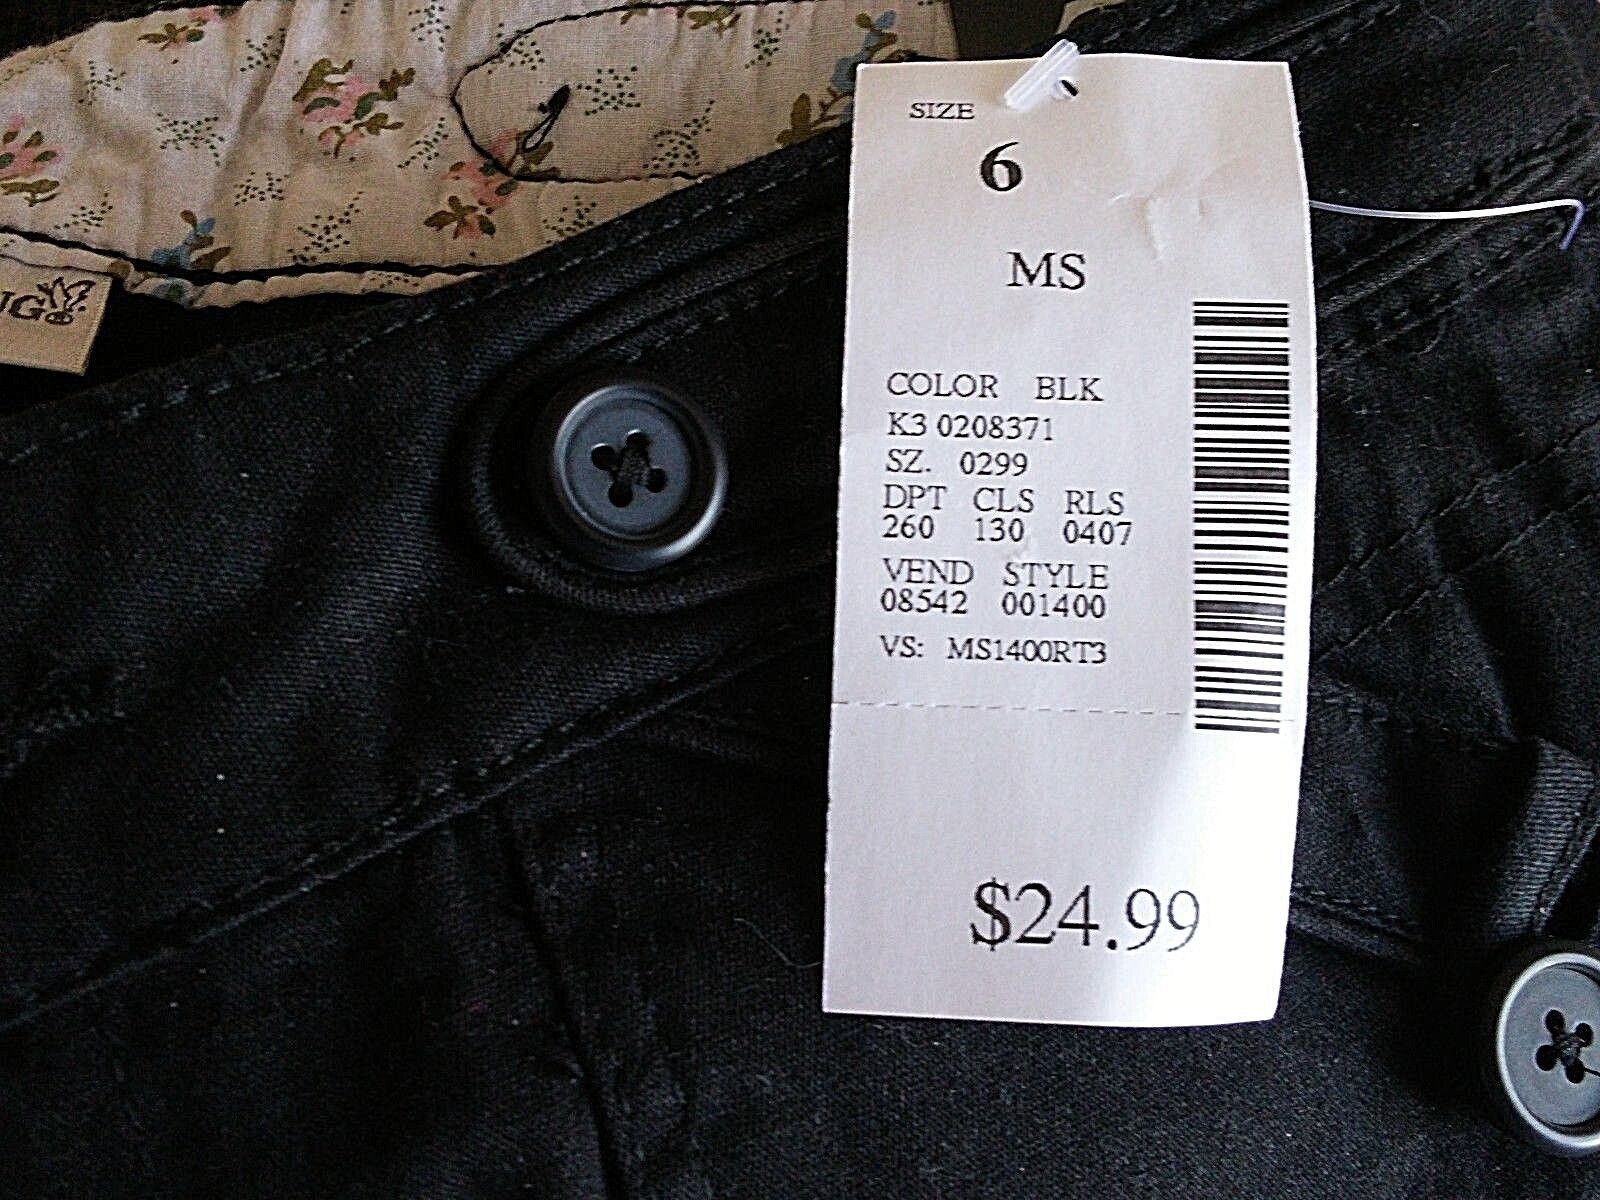 SIZE
6
MS
COLOR BLK
K3 0208371
SZ. 0299
DPT CLS RLS
260 130 0407
VEND STYLE
08542 001400
VS: MS1400RT3
$24.99